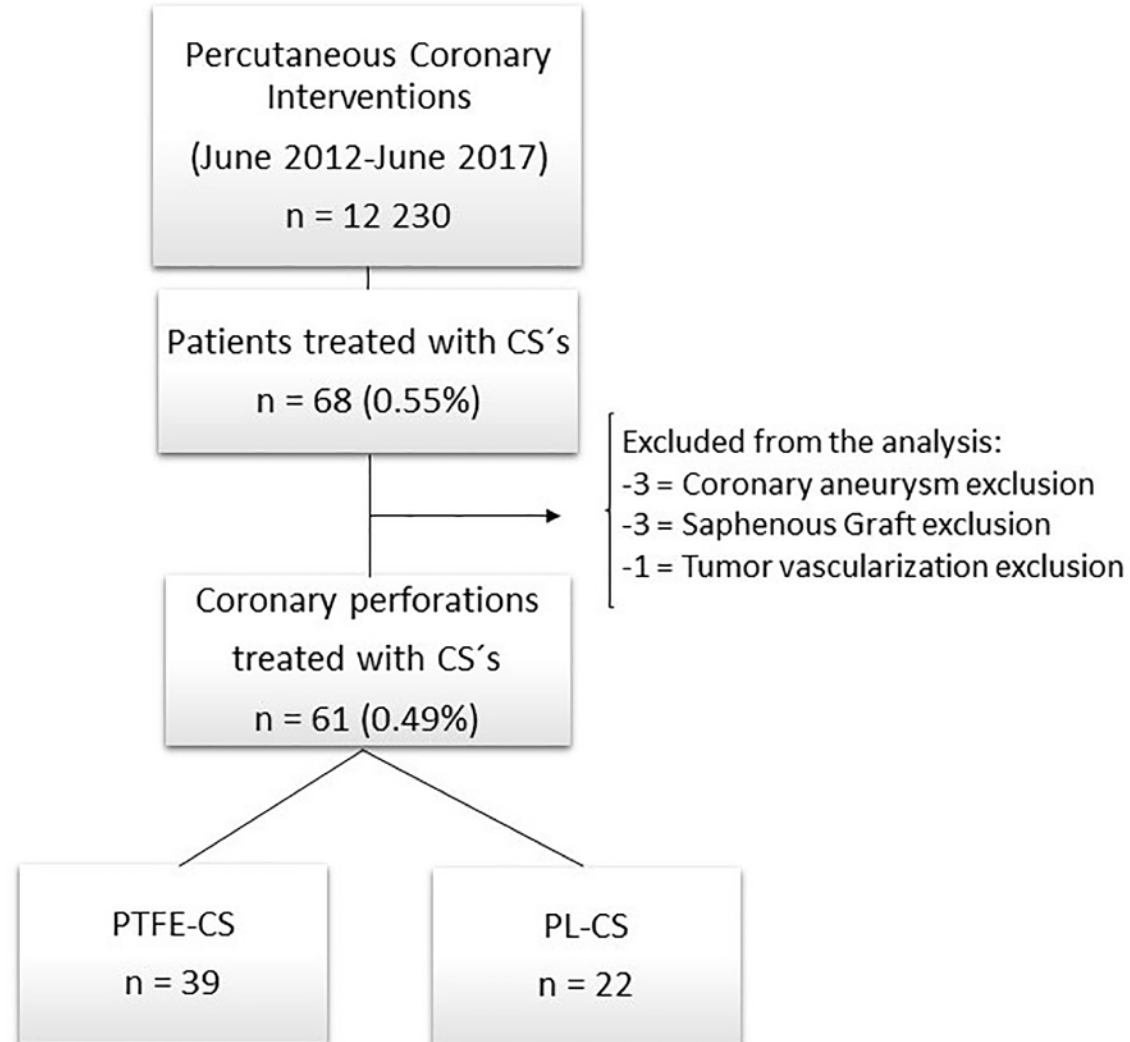 Percutaneous Coronary
Interventions
(June 2012-June 2017)
n = 12 230
Patients treated with CS´s
n = 68 (0.55%)
Excluded from the analysis:
-3 = Coronary aneurysm exclusion
-3 = Saphenous Graft exclusion
-1 = Tumor vascularization exclusion
Coronary perforations
treated with CS´s
n = 61 (0.49%)
PTFE-CS
n = 39
PL-CS
n = 22